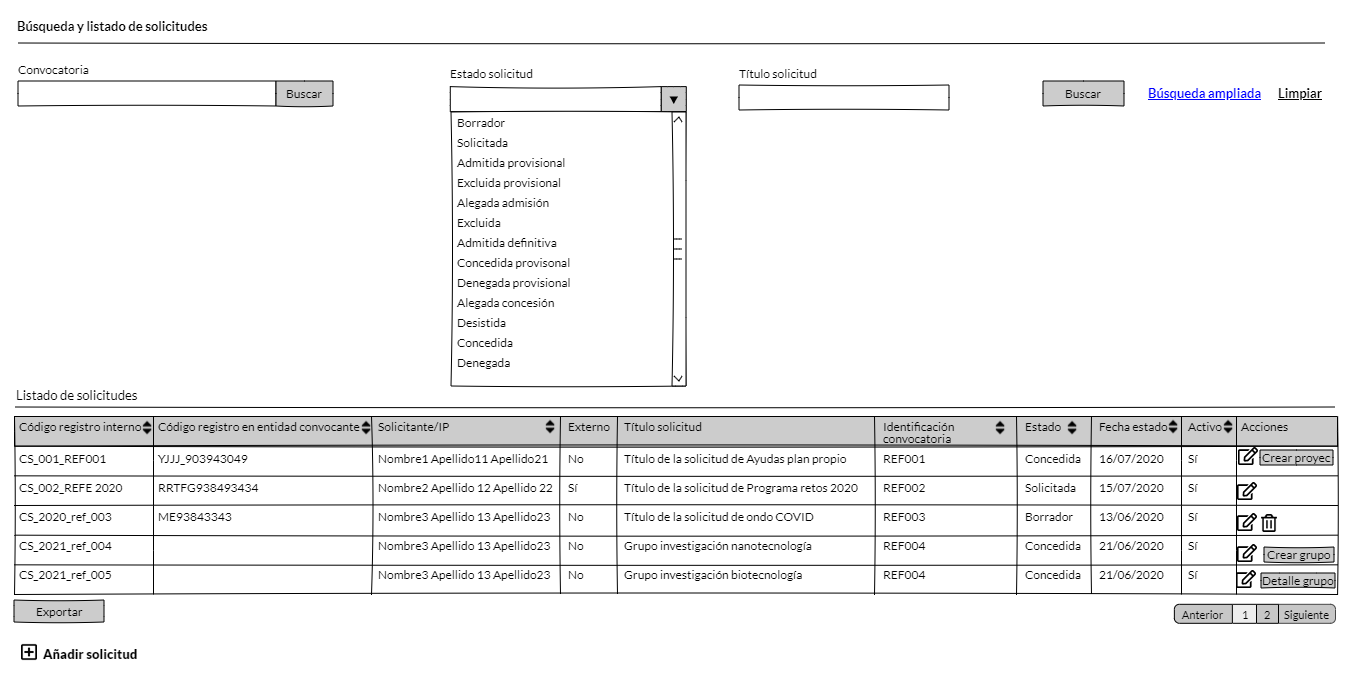 Búsqueda y listado de solicitudes
Convocatoria
Estado solicitud
Título solicitud
Buscar
Buscar
Búsqueda ampliada
Limpiar
Borrador
Solicitada
Admitida provisional
Excluida provisional
Alegada admisión
Excluida
Admitida definitiva
Concedida provisonal
Denegada provisional
Alegada concesión
Desistida
Concedida
Denegada
Listado de solicitudes
Código registro interno Código registro en entidad convocante Solicitante/IP Externo Título solicitud Identificación convocatoria Estado Fecha estado Activo Acciones
CS_001_REF001 YJJJ_903943049 Nombre1 Apellido11 Apellido21 No Título de la solicitud de Ayudas plan propio REF001 Concedida 16/07/2020 Sí Crear proyec
CS_002_REFE 2020 RRTFG938493434 Nombre2 Apellido 12 Apellido 22 Sí Título de la solicitud de Programa retos 2020 REF002 Solicitada 15/07/2020 Sí
CS_2020_ref_003 ME93843343 Nombre3 Apellido 13 Apellido23 No Título de la solicitud de ondo COVID REF003 Borrador 13/06/2020 Sí
CS_2021_ref_004 Nombre3 Apellido 13 Apellido23 No Grupo investigación nanotecnología REF004 Concedida 21/06/2020 Sí Crear grupo
CS_2021_ref_005 Nombre3 Apellido 13 Apellido23 No Grupo investigación biotecnología REF004 Concedida 21/06/2020 Sí Detalle grupo
Exportar
Anterior 1 2 Siguiente
Añadir solicitud